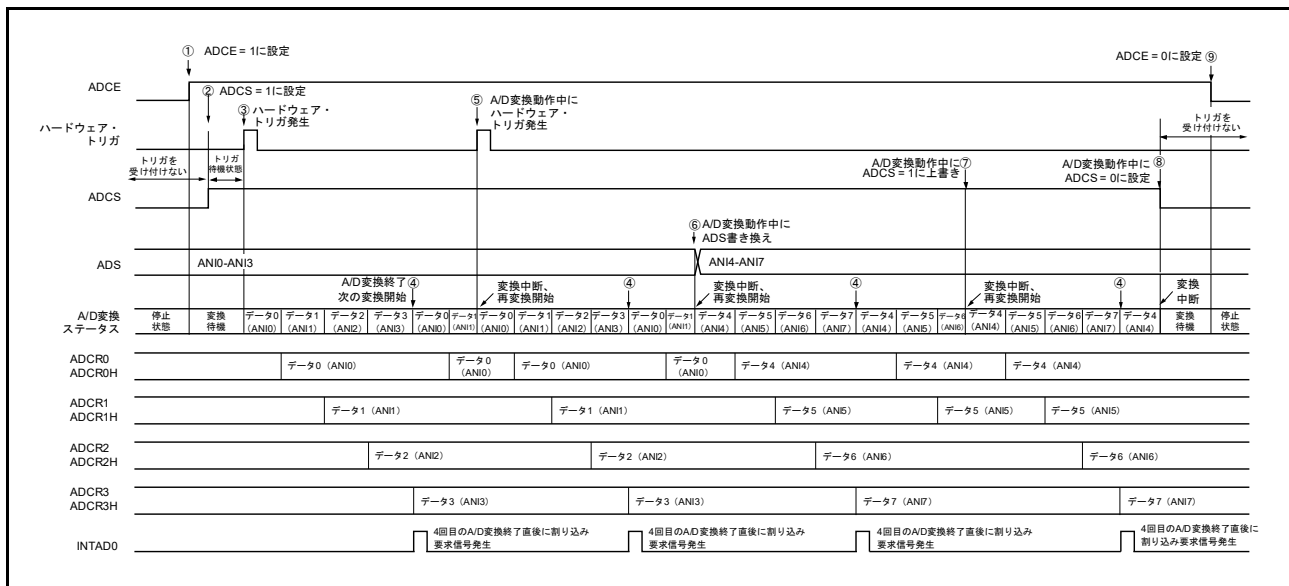 ① ADCE = 1に設定
ADCE = 0に設定 ⑨
ADCE
② ADCS = 1に設定
③ ハードウェア・
トリガ発生
⑤ A/D変換動作中に
ハードウェア・
トリガ発生
ハードウェア・
トリガ
トリガを
受け付けない
トリガを
受け付けない
トリガ
待機状態
A/D変換動作中に⑦
ADCS = 1に上書き
A/D変換動作中に ⑧
ADCS = 0に設定
ADCS
⑥ A/D変換動作中に
ADS書き換え
ADS
ANI0-ANI3
ANI4-ANI7
A/D変換終了
次の変換開始④
変換中断、
再変換開始
④
変換中断、
再変換開始
④
変換中断、
再変換開始
④
変換
中断
A/D変換
ステータス
停止
状態
変換
待機
データ0
(ANI0)
データ1
(ANI1)
データ2
(ANI2)
データ3
(ANI3)
データ0
(ANI0)
データ1
(ANI1)
データ0
(ANI0)
データ1
(ANI1)
データ2
(ANI2)
データ3
(ANI3)
データ0
(ANI0)
データ1
(ANI1)
データ4
(ANI4)
データ5
(ANI5)
データ6
(ANI6)
データ7
(ANI7)
データ4
(ANI4)
データ5
(ANI5)
データ6
(ANI6)
データ4
(ANI4)
データ5
(ANI5)
データ6
(ANI6)
データ7
(ANI7)
データ4
(ANI4)
変換
待機
停止
状態
ADCR0
ADCR0H
データ0 (ANI0)
データ0
(ANI0)
データ0 (ANI0)
データ0
(ANI0)
データ4 (ANI4)
データ4 (ANI4)
データ4 (ANI4)
ADCR1
ADCR1H
データ1 (ANI1)
データ1 (ANI1)
データ5 (ANI5)
データ5 (ANI5)
データ5 (ANI5)
ADCR2
ADCR2H
データ2 (ANI2)
データ2 (ANI2)
データ6 (ANI6)
データ6 (ANI6)
ADCR3
ADCR3H
データ3 (ANI3)
データ3 (ANI3)
データ7 (ANI7)
データ7 (ANI7)
INTAD0
4回目のA/D変換終了直後に割り込み
要求信号発生
4回目のA/D変換終了直後に割り込み
要求信号発生
4回目のA/D変換終了直後に割り込み
要求信号発生
4回目のA/D変換終了直後に
割り込み要求信号発生